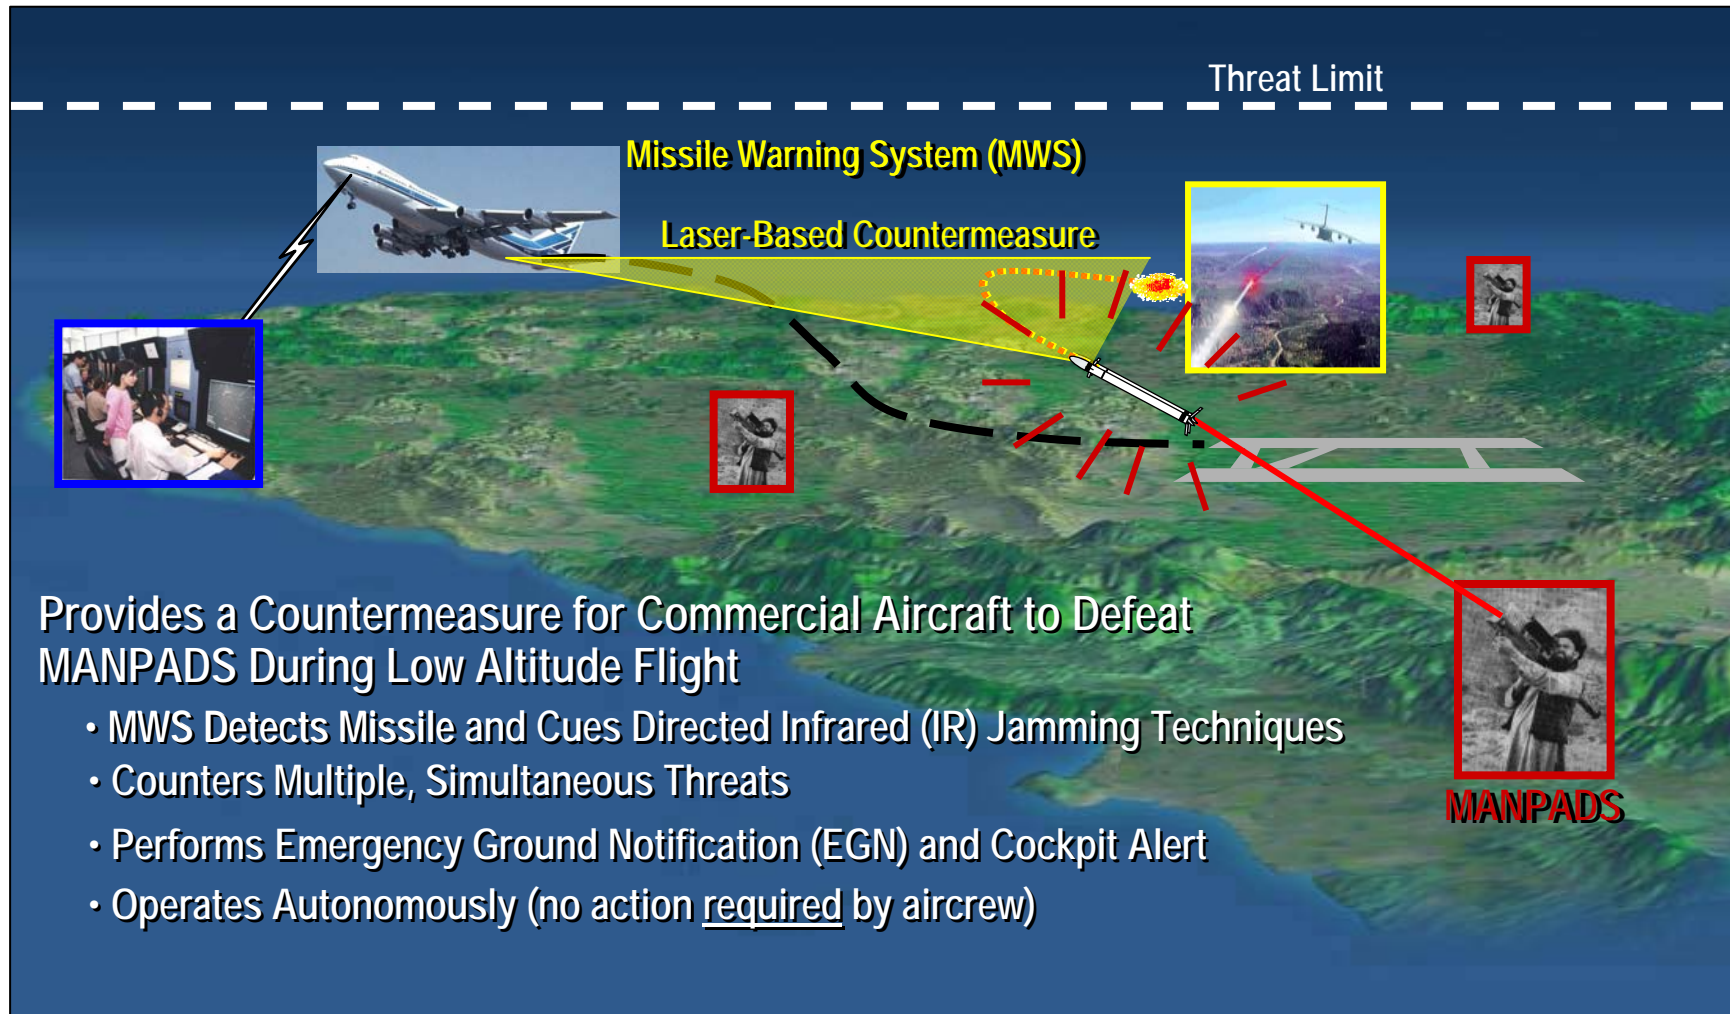 Threat Limit
Missile Warning System (MWS)
Laser-Based Countermeasure
Provides a Countermeasure for Commercial Aircraft to Defeat
MANPADS During Low Altitude Flight
• MWS Detects Missile and Cues Directed Infrared (IR) Jamming Techniques
• Counters Multiple, Simultaneous Threats
MANPADS
• Performs Emergency Ground Notification (EGN) and Cockpit Alert
• Operates Autonomously (no action required by aircrew)